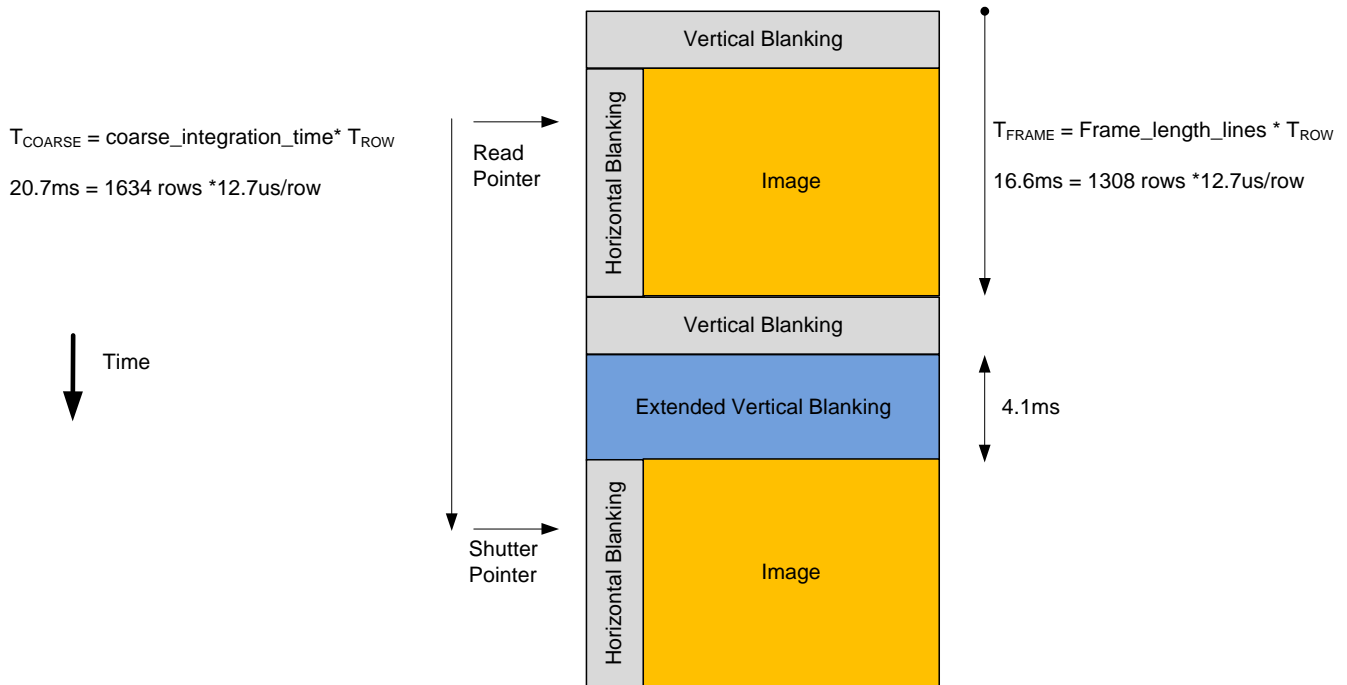 Vertical Blanking
Horizontal Blanking
Image
T_COARSE = coarse_integration_time* T_ROW
20.7ms = 1634 rows *12.7us/row
Read
Pointer
T_FRAME = Frame_length_lines * T_ROW
16.6ms = 1308 rows *12.7us/row
Vertical Blanking
Time
Extended Vertical Blanking
4.1ms
Shutter
Pointer
Horizontal Blanking
Image